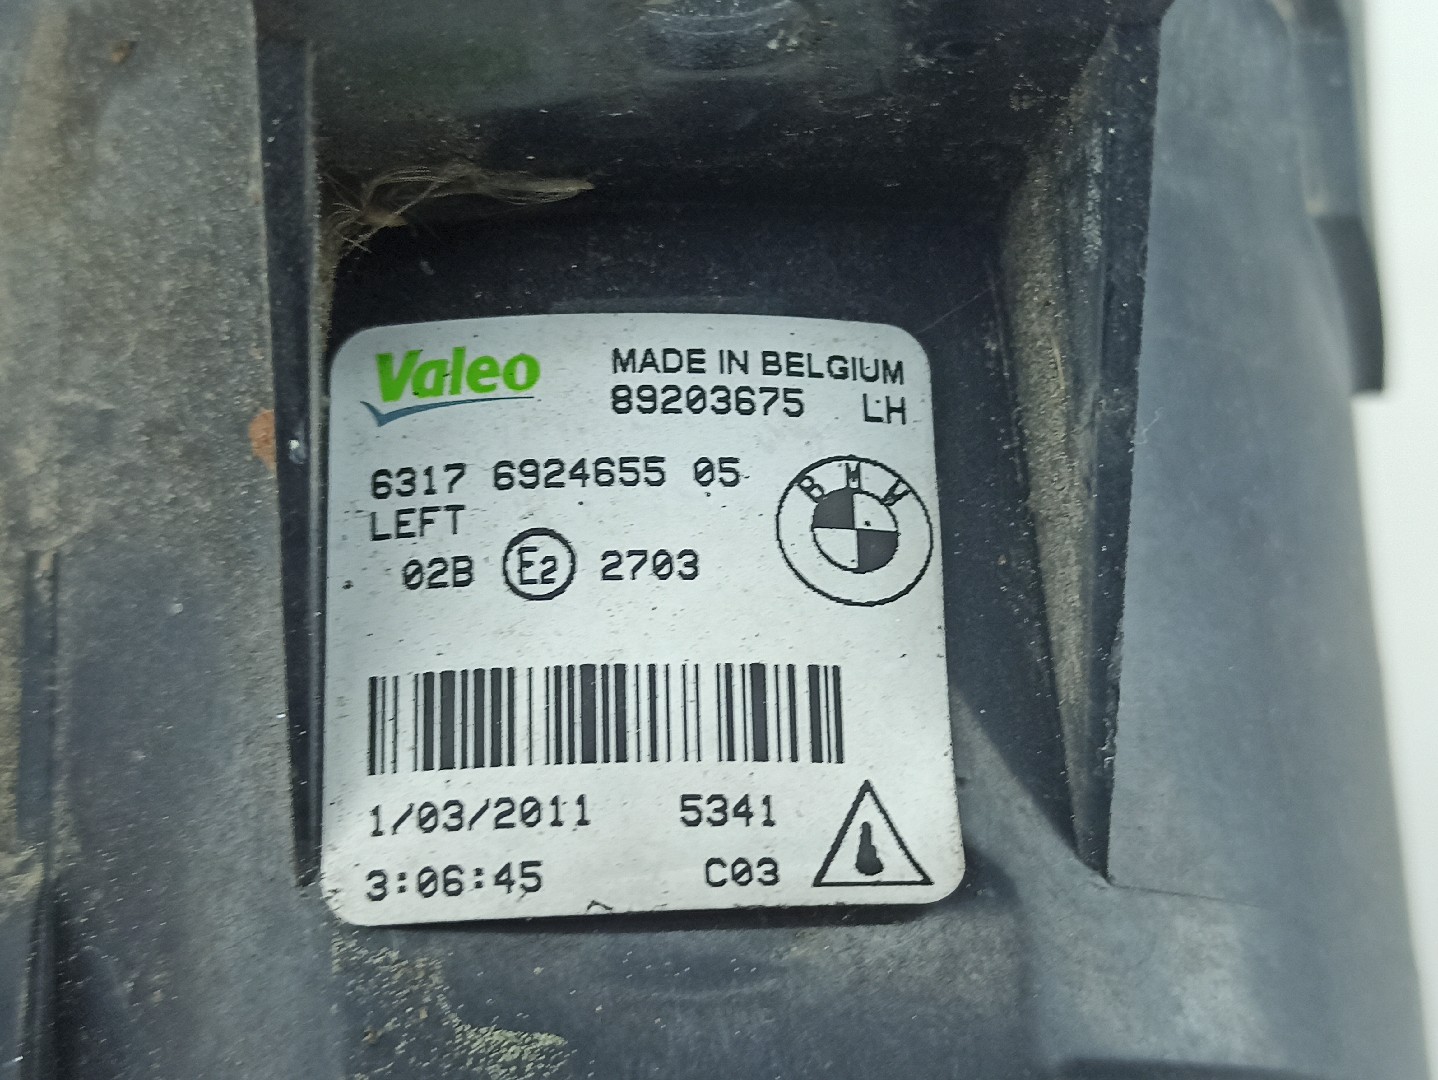 Valeo
MADE IN BELGIUM
89203675 LH
6317 6924655 05
LEFT
BMW
02B E2 2703
1/03/2011 5341
3:06:45 C03